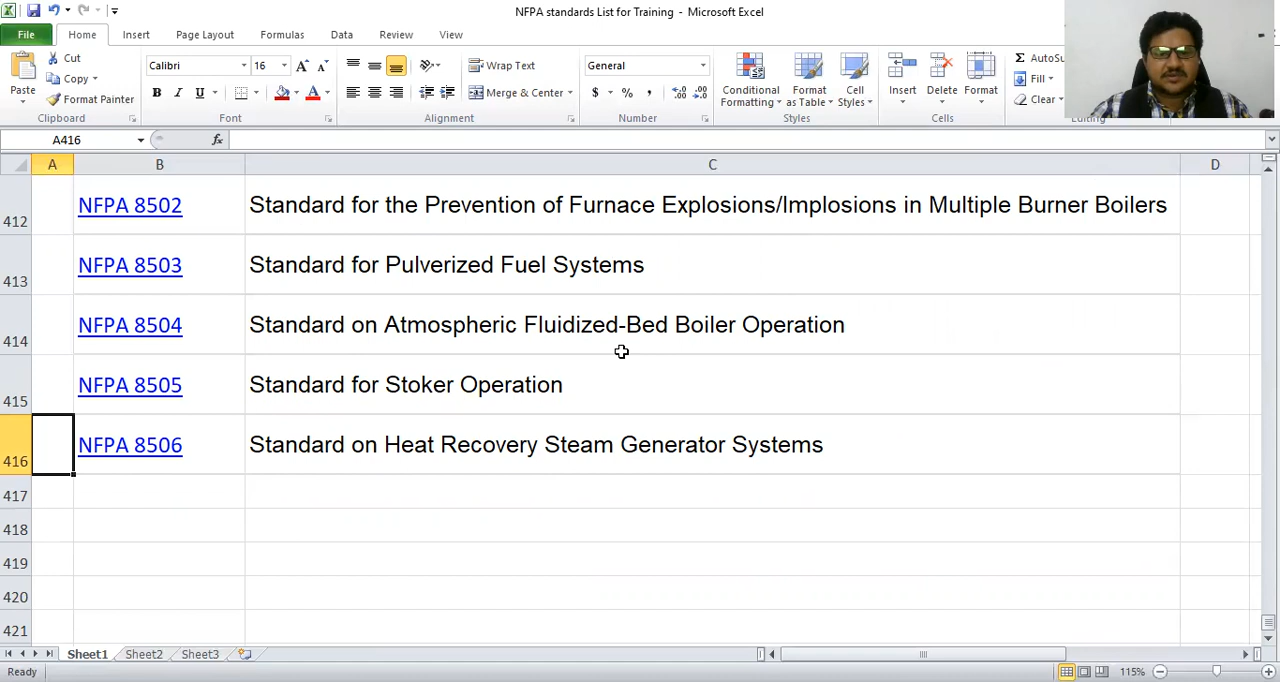 NFPA standards List for Training - Microsoft Excel
File Home Insert Page Layout Formulas Data Review View
Paste
Cut
Copy
Format Painter
Clipboard
Calibri 16 A A
B I U A
Font
Wrap Text
Merge & Center
Alignment
General
$ % ,
Number
Conditional Formatting
Format as Table
Cell Styles
Styles
Insert Delete Format
Cells
Σ
Fill
Clear
A416 fx
A B C D
412 NFPA 8502 Standard for the Prevention of Furnace Explosions/Implosions in Multiple Burner Boilers
413 NFPA 8503 Standard for Pulverized Fuel Systems
414 NFPA 8504 Standard on Atmospheric Fluidized-Bed Boiler Operation
415 NFPA 8505 Standard for Stoker Operation
416 NFPA 8506 Standard on Heat Recovery Steam Generator Systems
417
418
419
420
421
Sheet1 Sheet2 Sheet3
Ready 115%